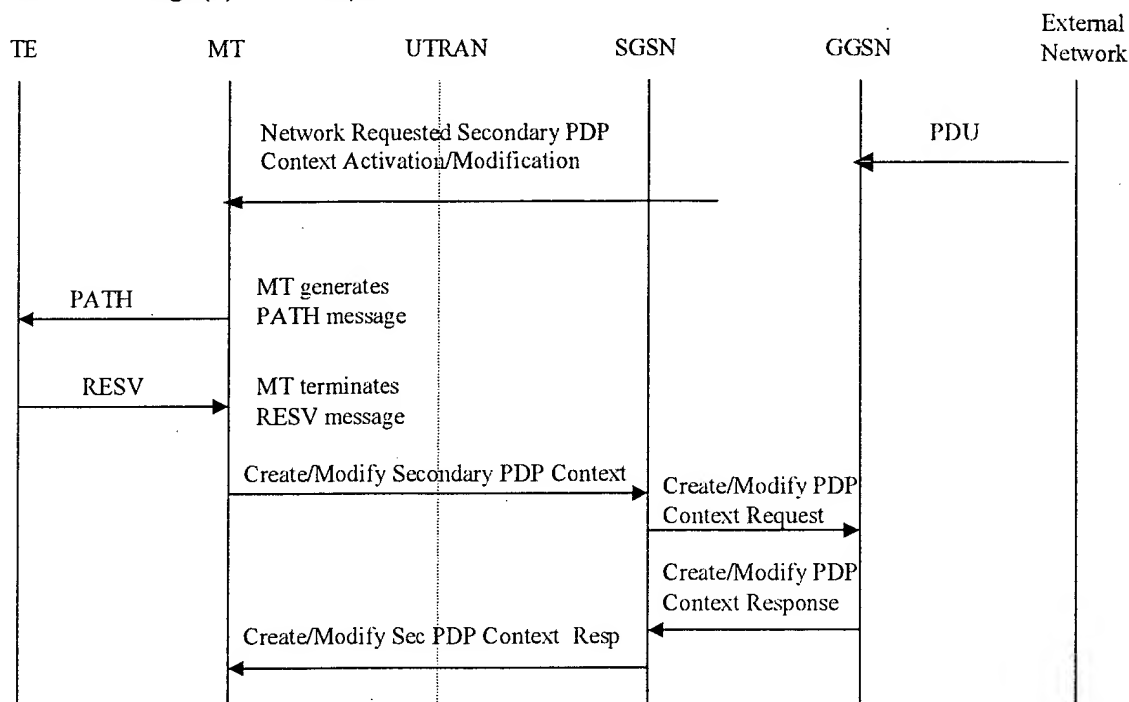 External
TE MT UTRAN SGSN GGSN Network
Network Requested Secondary PDP
Context Activation/Modification
PDU
PATH
MT generates
PATH message
RESV
MT terminates
RESV message
Create/Modify Secondary PDP Context
Create/Modify PDP
Context Request
Create/Modify PDP
Context Response
Create/Modify Sec PDP Context Resp